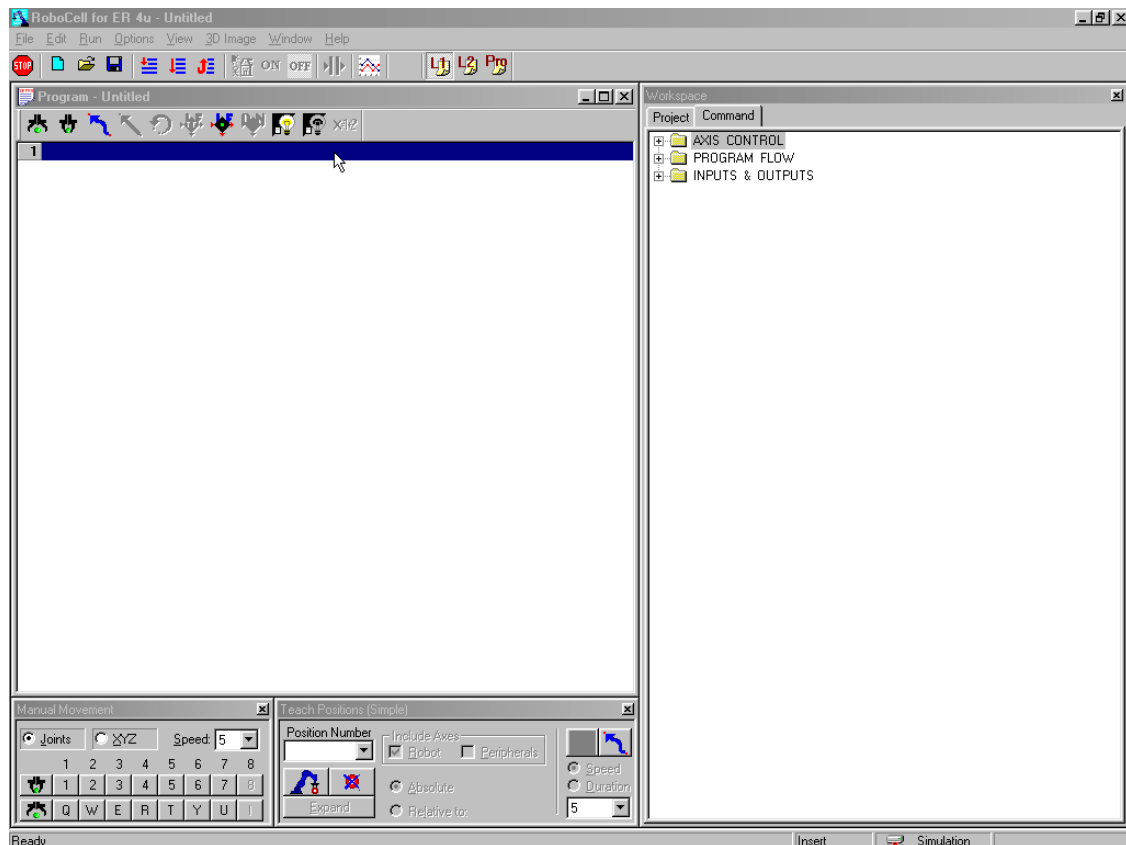 RoboCell for ER 4u - Untitled
File Edit Run Options View 3D Image Window Help
STOP ON OFF L1 L2 Prg
Program - Untitled
1
Workspace
Project Command
AXIS CONTROL
PROGRAM FLOW
INPUTS & OUTPUTS
Manual Movement
Joints XYZ Speed: 5
1 2 3 4 5 6 7 8
1 2 3 4 5 6 7 8
Q W E R T Y U I
Teach Positions (Simple)
Position Number
Include Axes
Robot Peripherals
Absolute
Expand
Relative to:
Speed
Duration
5
Ready
Insert
Simulation